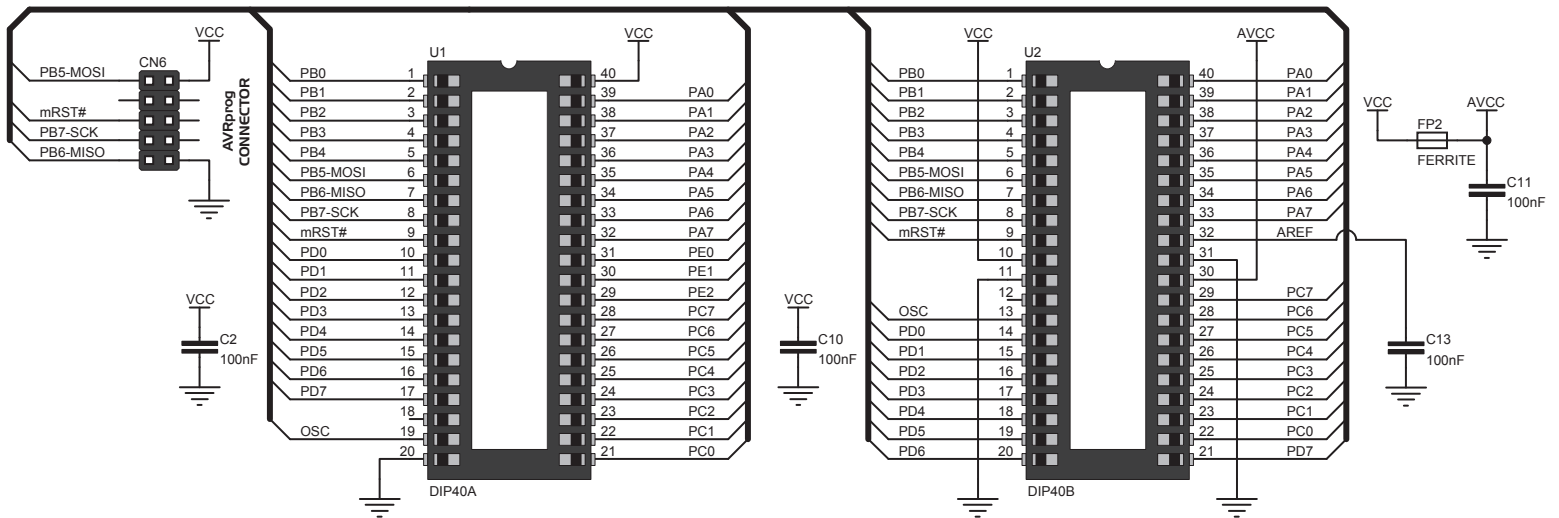 CN6
VCC
PB5-MOSI
mRST#
PB7-SCK
PB6-MISO
AVRprog
CONNECTOR
VCC
C2
100nF
U1
VCC
PB0 1
PB1 2
PB2 3
PB3 4
PB4 5
PB5-MOSI 6
PB6-MISO 7
PB7-SCK 8
mRST# 9
PD0 10
PD1 11
PD2 12
PD3 13
PD4 14
PD5 15
PD6 16
PD7 17
18
OSC 19
20
40
39 PA0
38 PA1
37 PA2
36 PA3
35 PA4
34 PA5
33 PA6
32 PA7
31 PE0
30 PE1
29 PE2
28 PC7
27 PC6
26 PC5
25 PC4
24 PC3
23 PC2
22 PC1
21 PC0
DIP40A
VCC
C10
100nF
VCC
U2
AVCC
PB0 1
PB1 2
PB2 3
PB3 4
PB4 5
PB5-MOSI 6
PB6-MISO 7
PB7-SCK 8
mRST# 9
10
11
12
OSC 13
PD0 14
PD1 15
PD2 16
PD3 17
PD4 18
PD5 19
PD6 20
40 PA0
39 PA1
38 PA2
37 PA3
36 PA4
35 PA5
34 PA6
33 PA7
32 AREF
31
30
29 PC7
28 PC6
27 PC5
26 PC4
25 PC3
24 PC2
23 PC1
22 PC0
21 PD7
DIP40B
VCC
AVCC
FP2
FERRITE
C11
100nF
C13
100nF